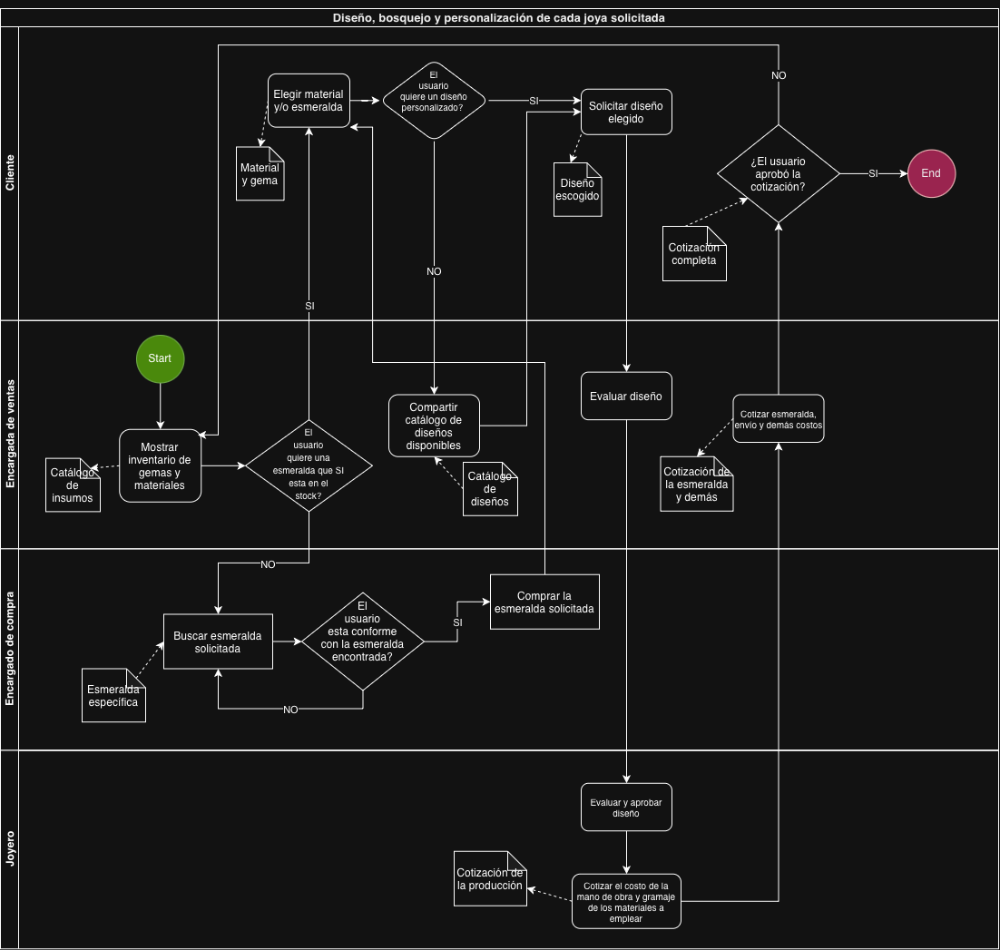 Diseño, bosquejo y personalización de cada joya solicitada
Cliente
Elegir material
y/o esmeralda
Material
y gema
El
usuario
quiere un diseño
personalizado?
SI
NO
Solicitar diseño
elegido
Diseño
escogido
¿El usuario
aprobó la
cotización?
NO
SI
End
Cotización
completa
SI
Encargada de ventas
Start
Mostrar
inventario de
gemas y
materiales
Catálogo
de
insumos
El
usuario
quiere una
esmeralda que SI
esta en el
stock?
Compartir
catálogo de
diseños
disponibles
Catálogo
de
diseños
Evaluar diseño
Cotizar esmeralda,
envío y demás costos
Cotización de
la esmeralda
y demás
Encargado de compra
NO
Buscar esmeralda
solicitada
Esmeralda
específica
El
usuario
esta conforme
con la esmeralda
encontrada?
NO
SI
Comprar la
esmeralda solicitada
Joyero
Evaluar y aprobar
diseño
Cotización de
la producción
Cotizar el costo de la
mano de obra y gramaje
de los materiales a
emplear